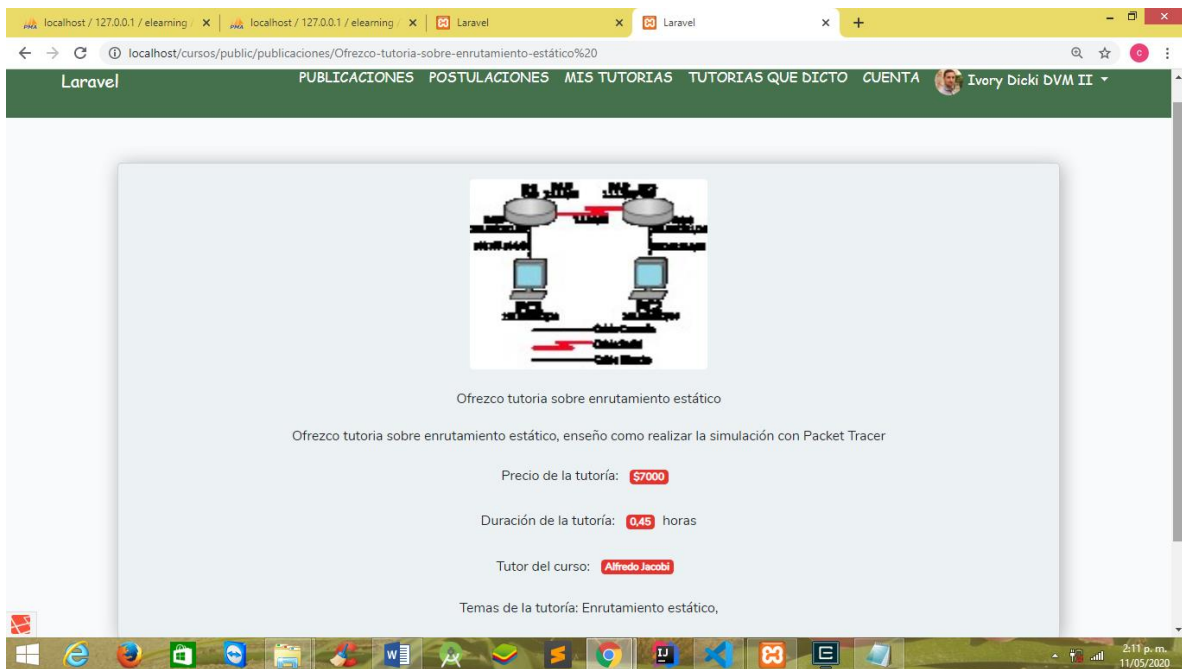 localhost / 127.0.0.1 / elearning /
localhost / 127.0.0.1 / elearning /
Laravel
Laravel
localhost/cursos/public/publicaciones/Ofrezco-tutoria-sobre-enrutamiento-estático%20
C
Laravel
PUBLICACIONES POSTULACIONES MIS TUTORIAS TUTORIAS QUE DICTO CUENTA Ivory Dicki DVM II
Ofrezco tutoria sobre enrutamiento estático
Ofrezco tutoria sobre enrutamiento estático, enseño como realizar la simulación con Packet Tracer
Precio de la tutoría: $7000
Duración de la tutoría: 0,45 horas
Tutor del curso: Alfredo Jacobi
Temas de la tutoría: Enrutamiento estático,
2:11 p. m.
11/05/2020